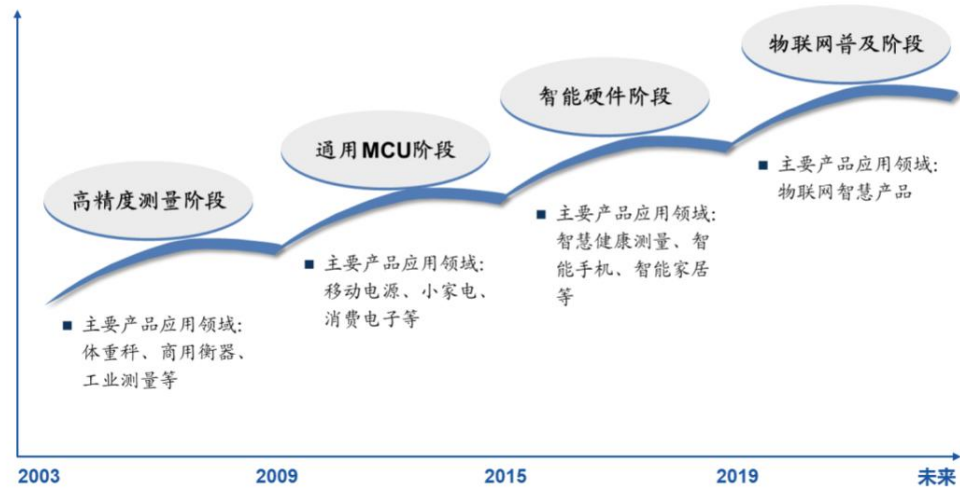 物联网普及阶段
智能硬件阶段
通用MCU阶段
高精度测量阶段
■ 主要产品应用领域:
物联网智慧产品
■ 主要产品应用领域:
智慧健康测量、智
能手机、智能家居
等
■ 主要产品应用领域:
移动电源、小家电、
消费电子等
■ 主要产品应用领域:
体重秤、商用衡器、
工业测量等
2003
2009
2015
2019
未来